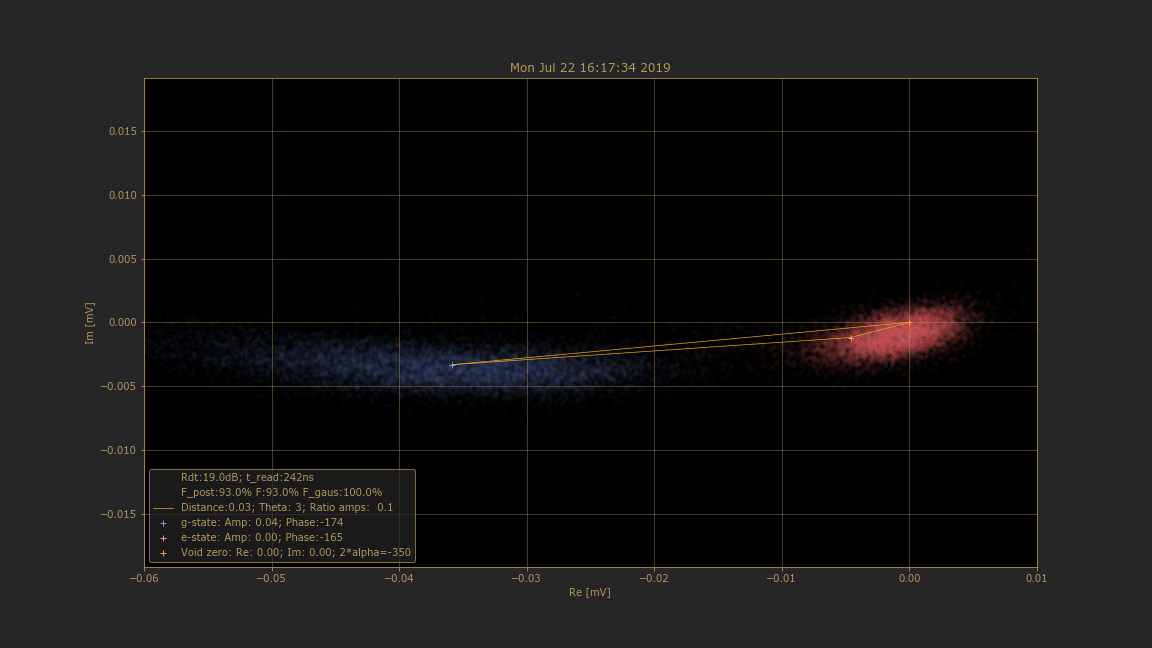 Mon Jul 22 16:17:34 2019
0.015
0.010
0.005
0.000
−0.005
−0.010
−0.015
Im [mV]
Rdt:19.0dB; t_read:242ns
F_post:93.0% F:93.0% F_gaus:100.0%
Distance:0.03; Theta: 3; Ratio amps:  0.1
g-state: Amp: 0.04; Phase:-174
e-state: Amp: 0.00; Phase:-165
Void zero: Re: 0.00; Im: 0.00; 2*alpha=-350
−0.06 −0.05 −0.04 −0.03 −0.02 −0.01 0.00 0.01
Re [mV]